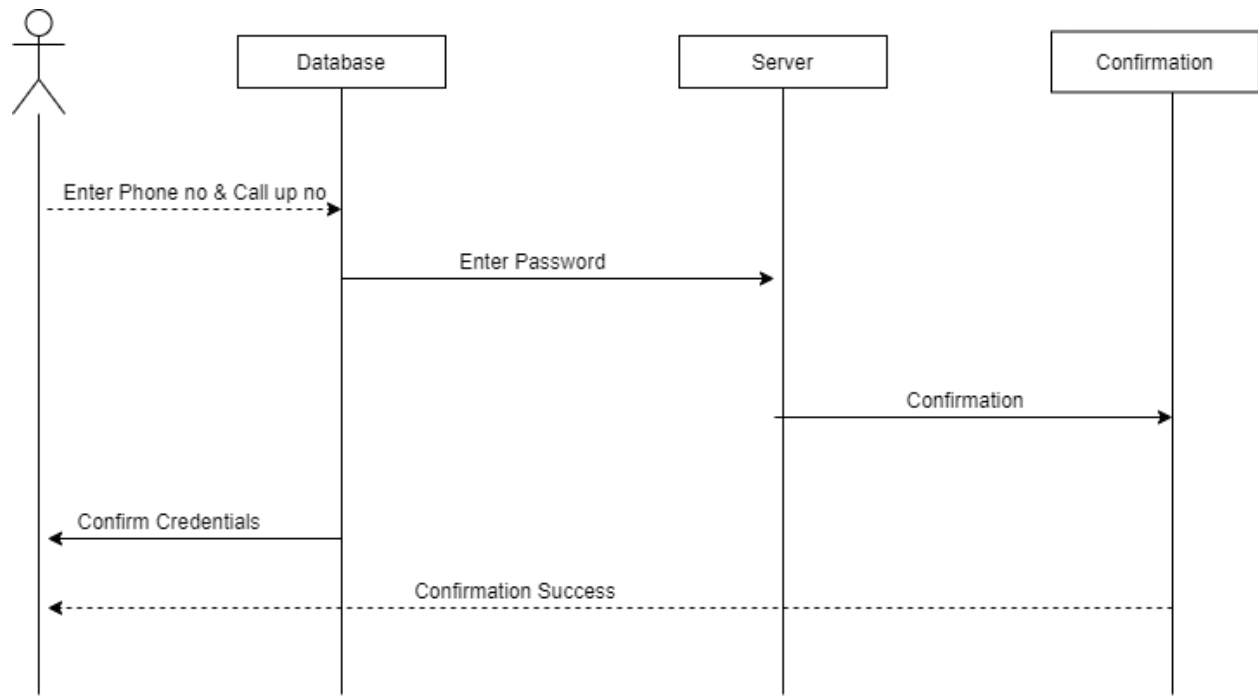 Database
Server
Confirmation
Enter Phone no & Call up no
Enter Password
Confirmation
Confirm Credentials
Confirmation Success